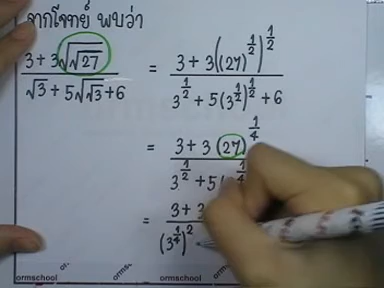 จากโจทย์ พบว่า
(3 + 3√√27) / (√3 + 5√√3 + 6) = (3 + 3((27)^(1/2))^(1/2)) / (3^(1/2) + 5(3^(1/2))^(1/2) + 6)
= 3 + 3(27)^(1/4) / 3^(1/2) + 5(
= 3 + 3 / (3^(1/4))^2
ormschool ormschool ormschool